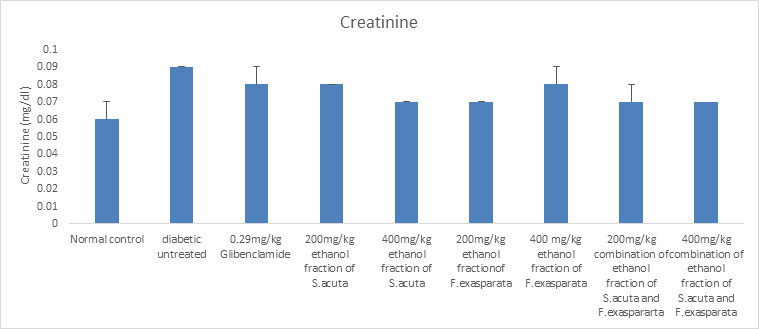 Creatinine
Creatinine (mg/dl)
0.1
0.09
0.08
0.07
0.06
0.05
0.04
0.03
0.02
0.01
0
Normal control
diabetic
untreated
0.29mg/kg
Glibenclamide
200mg/kg
ethanol
fraction of
S.acuta
400mg/kg
ethanol
fraction of
S.acuta
200mg/kg
ethanol
fractionof
F.exasparata
400 mg/kg
ethanol
fraction of
F.exasparata
200mg/kg
combination of
ethanol
fraction of
S.acuta and
F.exaspararta
400mg/kg
combination of
ethanol
fraction of
S.acuta and
F.exasparata